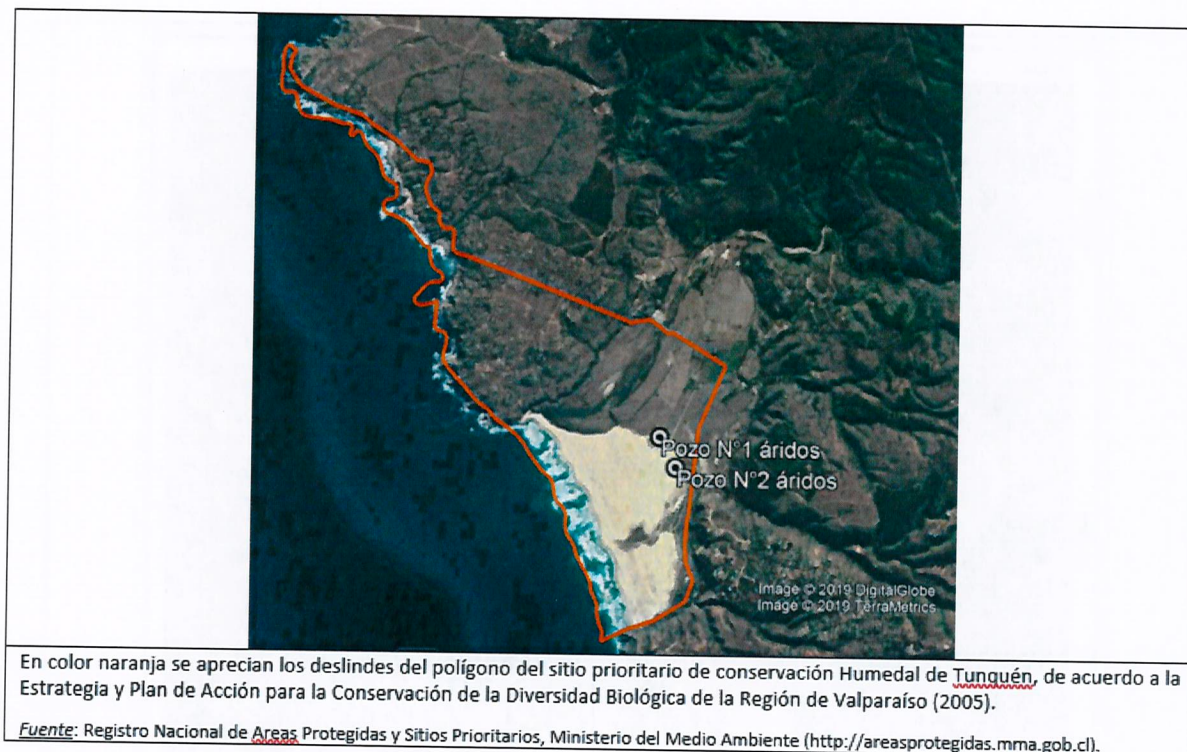 Pozo N°1 áridos
Pozo N°2 áridos
Image © 2019 DigitalGlobe
Image © 2019 TerraMetrics
En color naranja se aprecian los deslindes del polígono del sitio prioritario de conservación Humedal de Tunquén, de acuerdo a la
Estrategia y Plan de Acción para la Conservación de la Diversidad Biológica de la Región de Valparaíso (2005).
Fuente: Registro Nacional de Areas Protegidas y Sitios Prioritarios, Ministerio del Medio Ambiente (http://areasprotegidas.mma.gob.cl).